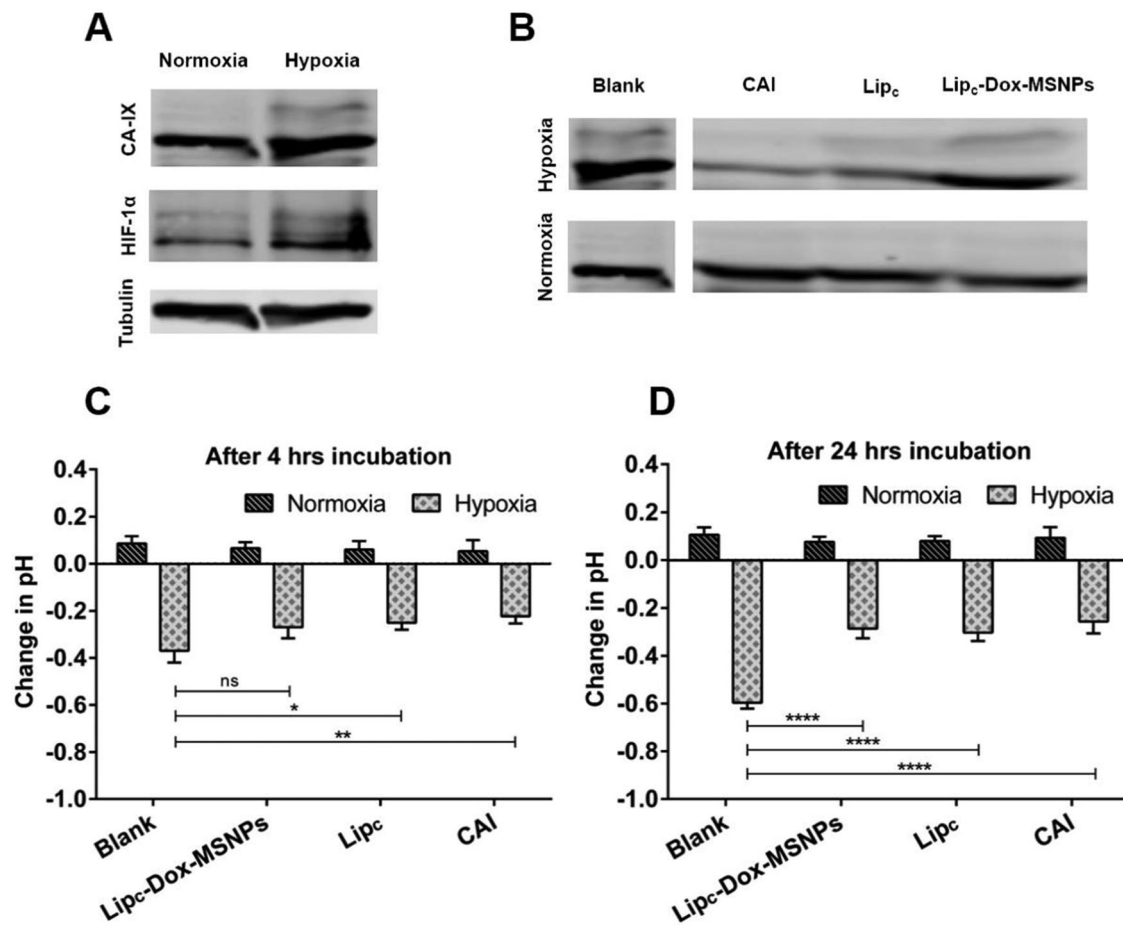 A
Normoxia Hypoxia
CA-IX
HIF-1α
Tubulin
B
Blank CAI Lipc Lipc-Dox-MSNPs
Hypoxia
Normoxia
C
After 4 hrs incubation
Normoxia Hypoxia
Change in pH
0.4
0.2
0.0
-0.2
-0.4
-0.6
-0.8
-1.0
ns
*
**
Blank
Lipc-Dox-MSNPs
Lipc
CAI
D
After 24 hrs incubation
Normoxia Hypoxia
Change in pH
0.4
0.2
0.0
-0.2
-0.4
-0.6
-0.8
-1.0
****
****
****
Blank
Lipc-Dox-MSNPs
Lipc
CAI